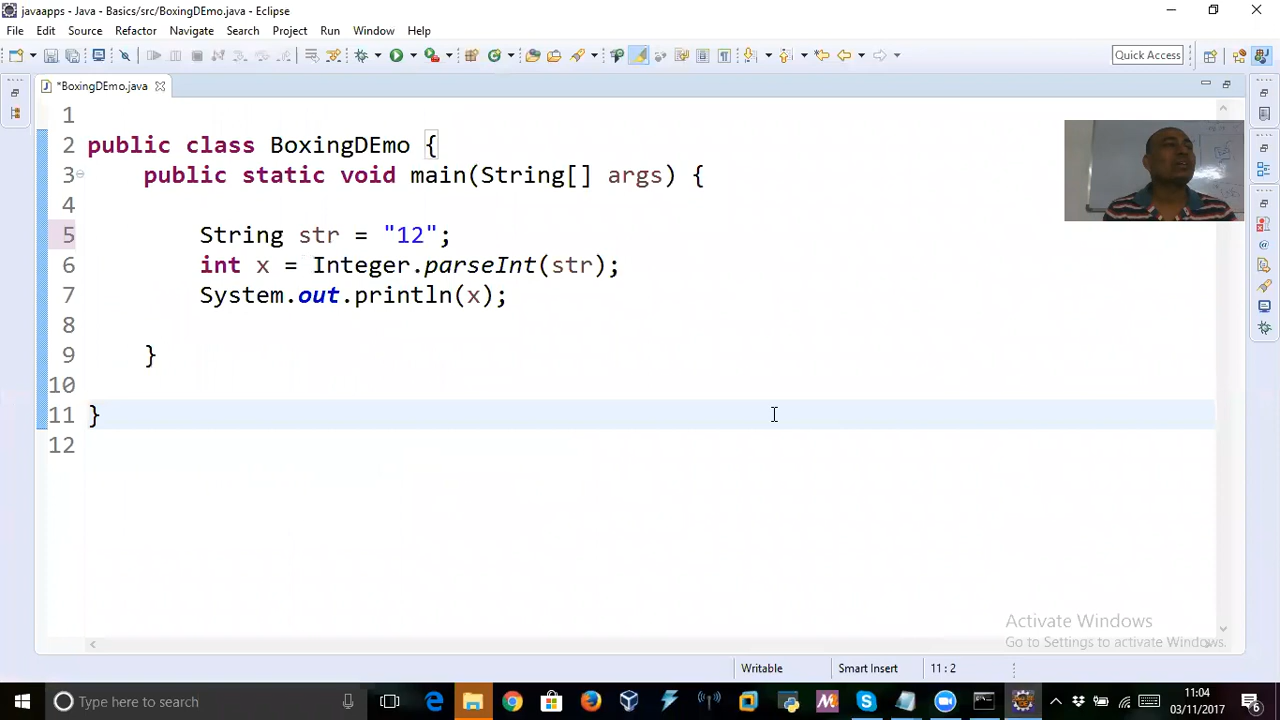 javaapps - Java - Basics/src/BoxingDEmo.java - Eclipse
File Edit Source Refactor Navigate Search Project Run Window Help
Quick Access
*BoxingDEmo.java
1
2 public class BoxingDEmo {
3 public static void main(String[] args) {
4
5 String str = "12";
6 int x = Integer.parseInt(str);
7 System.out.println(x);
8
9 }
10
11 }
12
Activate Windows
Go to Settings to activate Windows.
Writable Smart Insert 11 : 2
Type here to search
11:04
03/11/2017
6